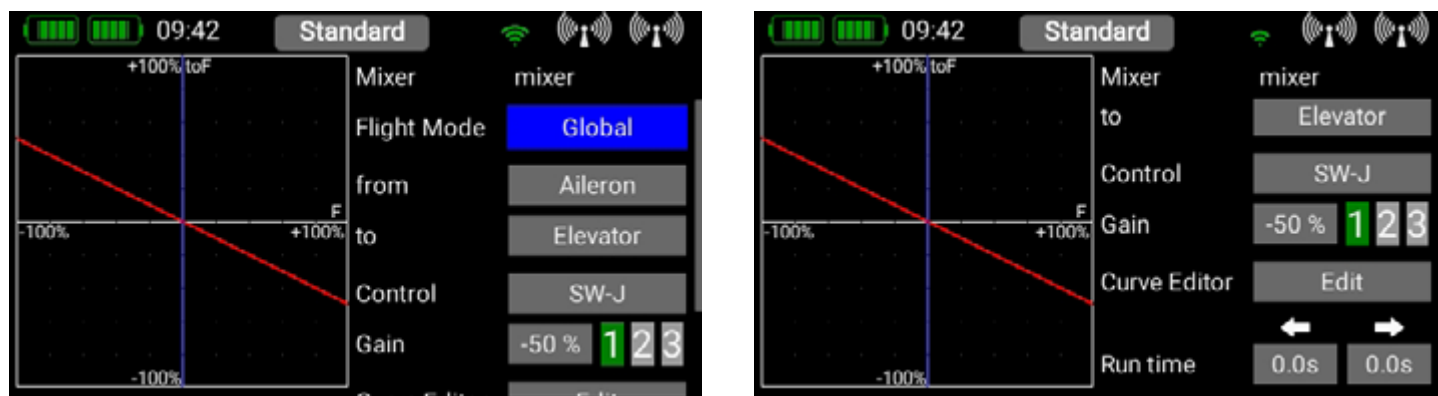 09:42 Standard
+100% toF
Mixer mixer
Flight Mode Global
from Aileron
F
-100% +100%
to Elevator
Control SW-J
Gain -50 % 1 2 3
-100%
09:42 Standard
+100% toF
Mixer mixer
to Elevator
Control SW-J
F
-100% +100%
Gain -50 % 1 2 3
Curve Editor Edit
Run time 0.0s 0.0s
-100%